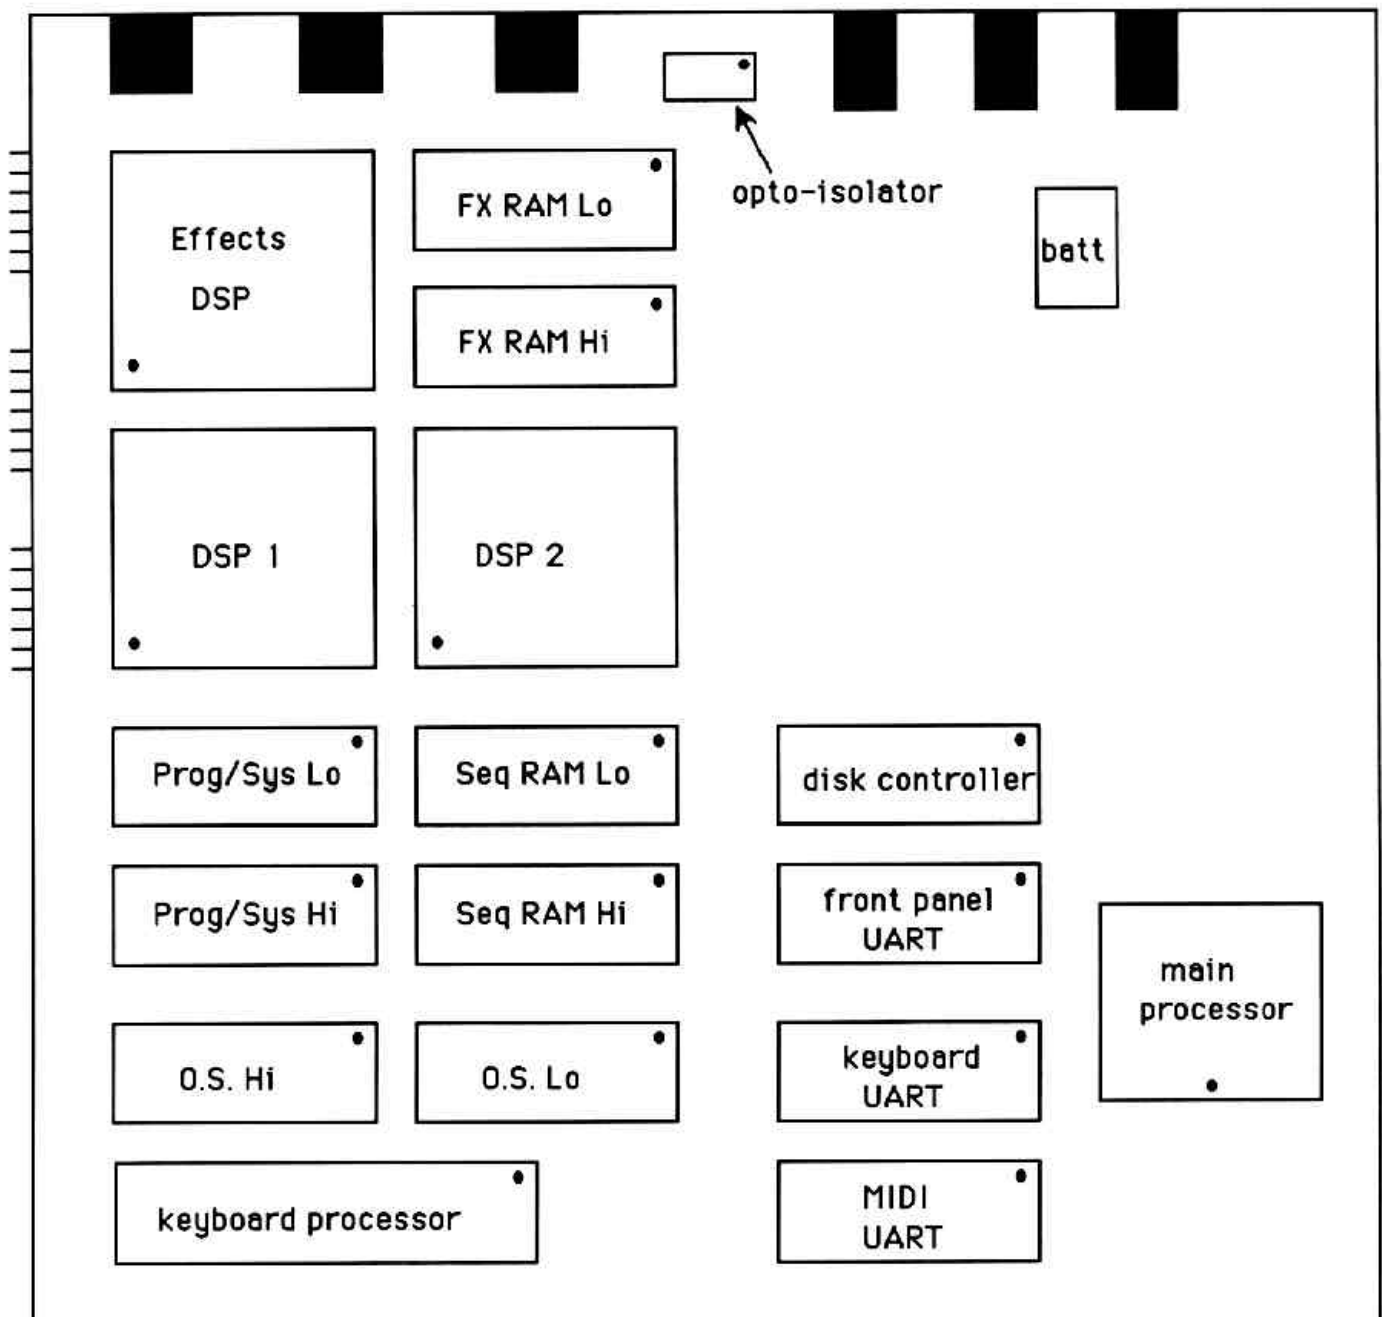 opto-isolator
Effects
DSP
FX RAM Lo
batt
FX RAM Hi
DSP 1
DSP 2
Prog/Sys Lo
Seq RAM Lo
disk controller
Prog/Sys Hi
Seq RAM Hi
front panel
UART
main
processor
O.S. Hi
O.S. Lo
keyboard
UART
keyboard processor
MIDI
UART